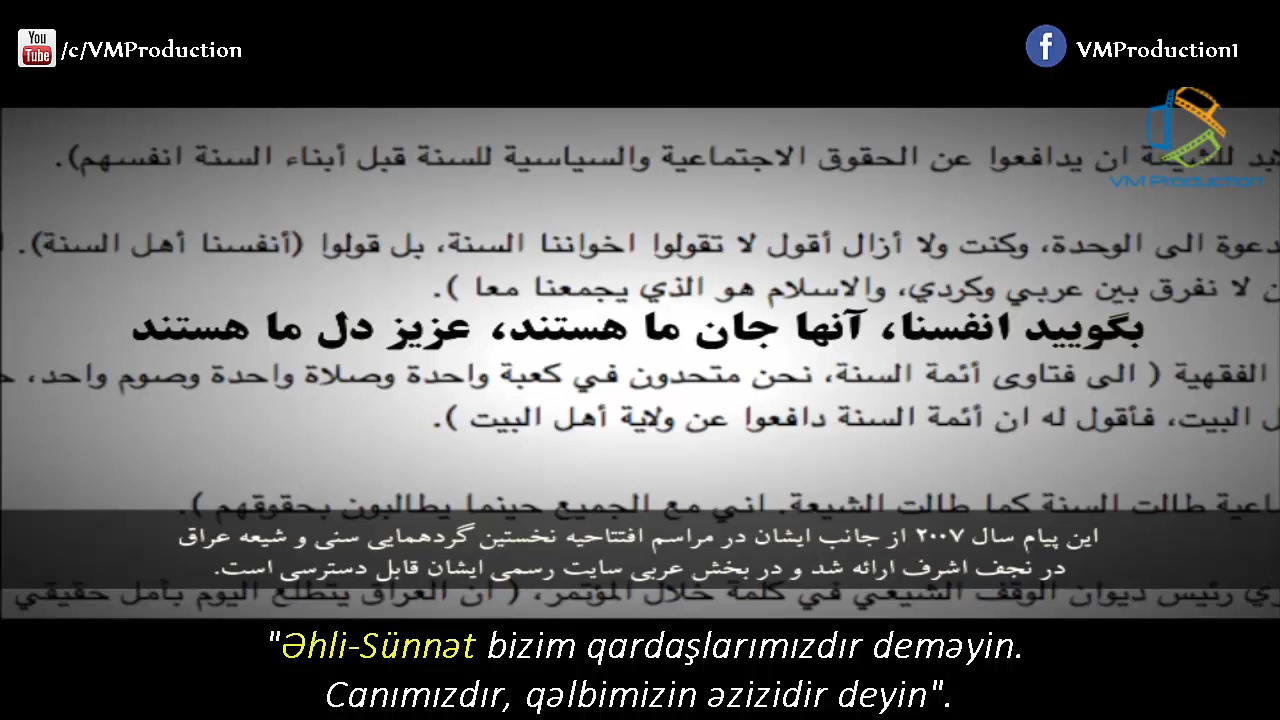 You Tube /c/VMProduction
VMProduction1
VM Production
لابد للشيعة ان يدافعوا عن الحقوق الاجتماعية والسياسية للسنة قبل أبناء السنة انفسهم).
دعوة الى الوحدة، وكنت ولا أزال أقول لا تقولوا اخواننا السنة، بل قولوا (أنفسنا أهل السنة).
لا نفرق بين عربي وكردي، والاسلام هو الذي يجمعنا معا ).
بگویید انفسنا، آنها جان ما هستند، عزیز دل ما هستند
الفقهية ( الى فتاوى أئمة السنة، نحن متحدون في كعبة واحدة وصلاة واحدة وصوم واحد،
البيت، فأقول له ان أئمة السنة دافعوا عن ولاية أهل البيت ).
طالت السنة كما طالت الشيعة. اني مع الجميع حينما يطالبون بحقوقهم ).
این پیام سال ۲۰۰۷ از جانب ایشان در مراسم افتتاحیه نخستین گردهمایی سنی و شیعه عراق
در نجف اشرف ارائه شد و در بخش عربی سایت رسمی ایشان قابل دسترسی است.
رئيس ديوان الوقف الشيعي في كلمة خلال المؤتمر، ( ان العراق يتطلع اليوم بأمل حقيقي
"Əhli-Sünnət bizim qardaşlarımızdır deməyin.
Canımızdır, qəlbimizin əzizidir deyin".